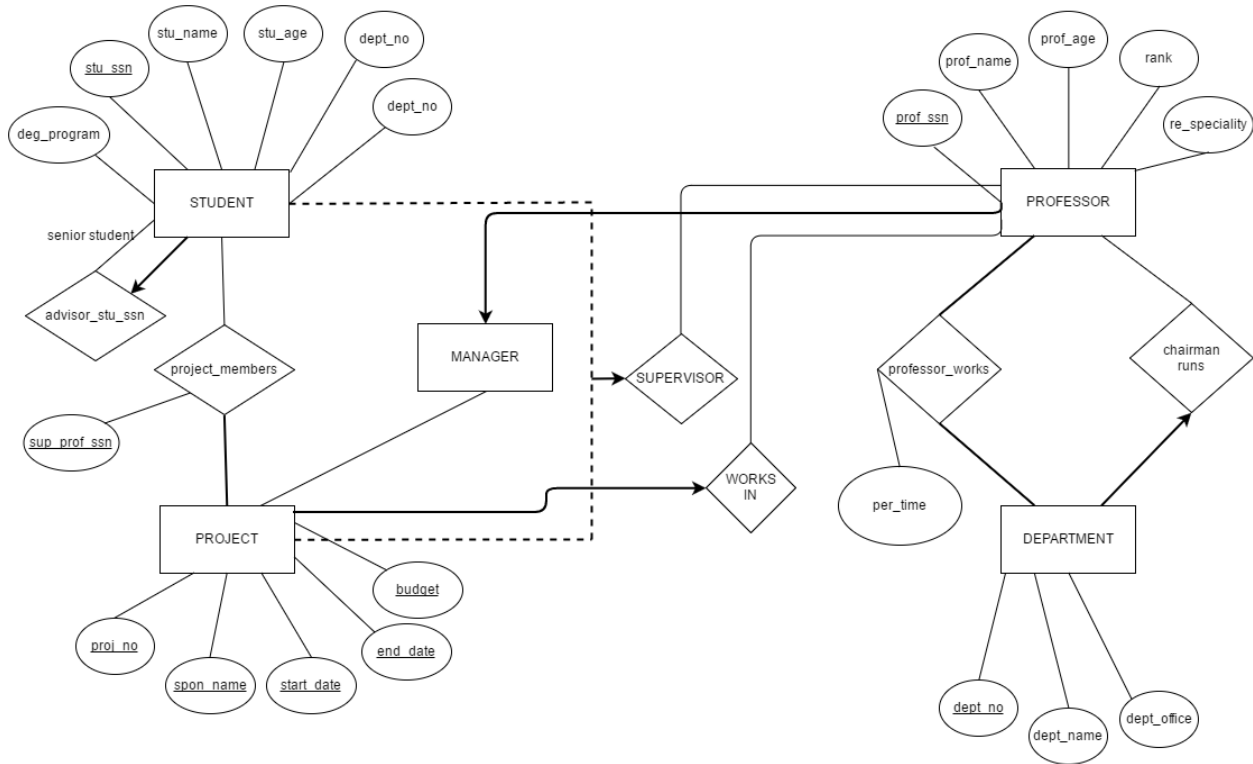 stu_name
stu_age
dept_no
stu_ssn
dept_no
deg_program
STUDENT
senior student
advisor_stu_ssn
project_members
sup_prof_ssn
MANAGER
SUPERVISOR
WORKS
IN
PROJECT
budget
proj_no
end_date
spon_name
start_date
prof_age
prof_name
rank
prof_ssn
re_speciality
PROFESSOR
professor_works
chairman
runs
per_time
DEPARTMENT
dept_no
dept_name
dept_office